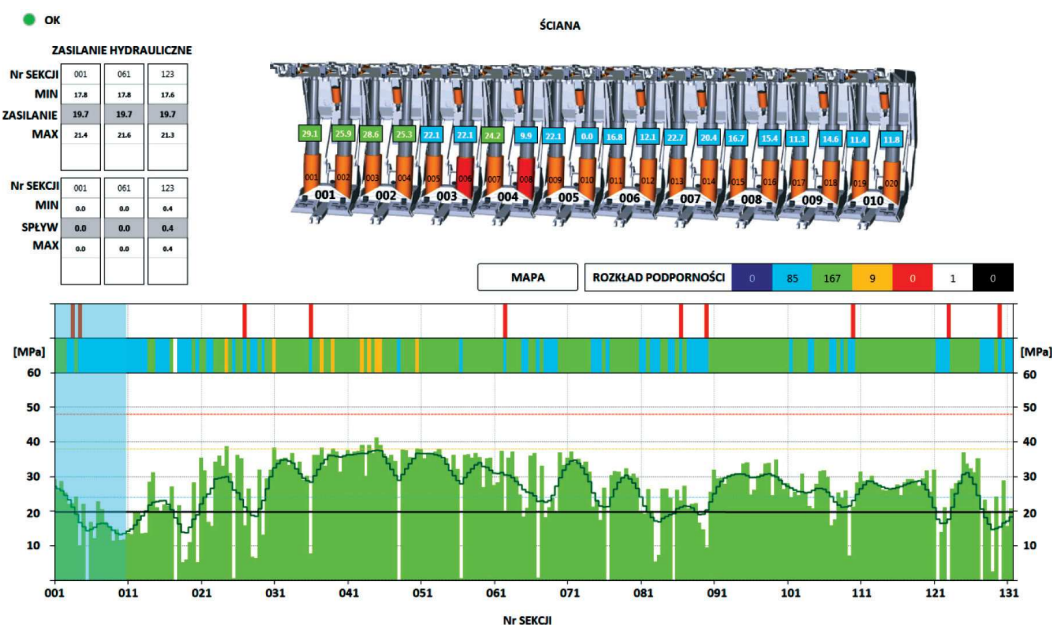 OK
ŚCIANA
ZASILANIE HYDRAULICZNE
Nr SEKCJI 001 061 123
MIN 17.8 17.8 17.6
ZASILANIE 19.7 19.7 19.7
MAX 21.4 21.6 21.3
Nr SEKCJI 001 061 123
MIN 0.0 0.0 0.4
SPŁYW 0.0 0.0 0.4
MAX 0.0 0.0 0.4
29.1 25.9 28.6 25.3 22.1 22.1 24.2 9.9 22.1 0.0 16.8 12.1 22.7 20.4 16.7 15.4 11.3 14.6 11.4 11.8
001 002 003 004 005 006 007 008 009 010 011 012 013 014 015 016 017 018 019 020
001 002 003 004 005 006 007 008 009 010
MAPA ROZKŁAD PODPORNOŚCI 0 85 167 9 0 1 0
[MPa] [MPa]
60 60
50 50
40 40
30 30
20 20
10 10
001 011 021 031 041 051 061 071 081 091 101 111 121 131
Nr SEKCJI